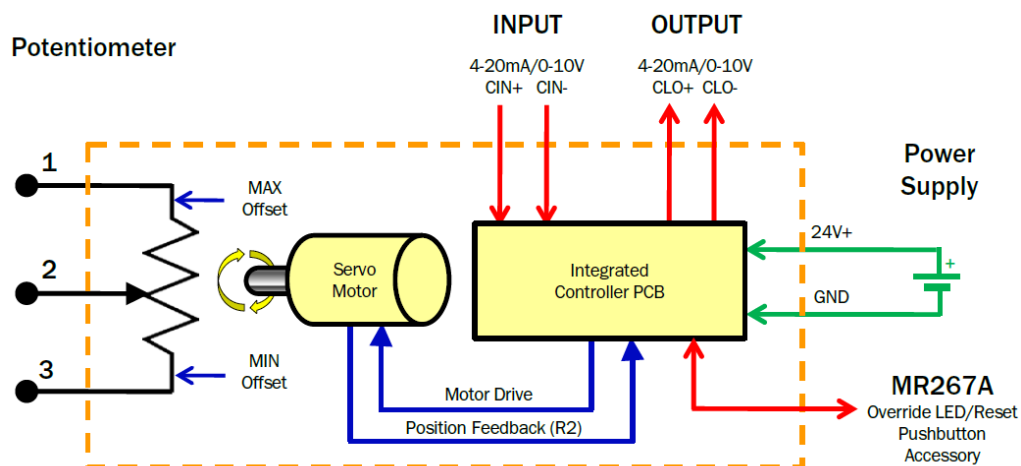 INPUT
OUTPUT
Potentiometer
4-20mA/0-10V
CIN+ CIN-
4-20mA/0-10V
CLO+ CLO-
1
MAX
Offset
2
3
MIN
Offset
Servo
Motor
Integrated
Controller PCB
Power
Supply
24V+
+
GND
Motor Drive
Position Feedback (R2)
MR267A
Override LED/Reset
Pushbutton
Accessory